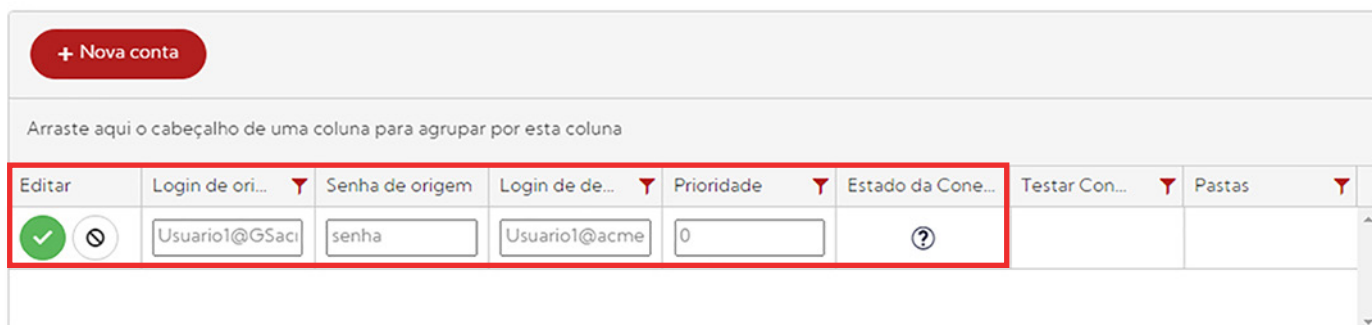 + Nova conta
Arraste aqui o cabeçalho de uma coluna para agrupar por esta coluna
Editar Login de ori... Senha de origem Login de de... Prioridade Estado da Cone... Testar Con... Pastas
Usuario1@GSacr senha Usuario1@acme 0 ?